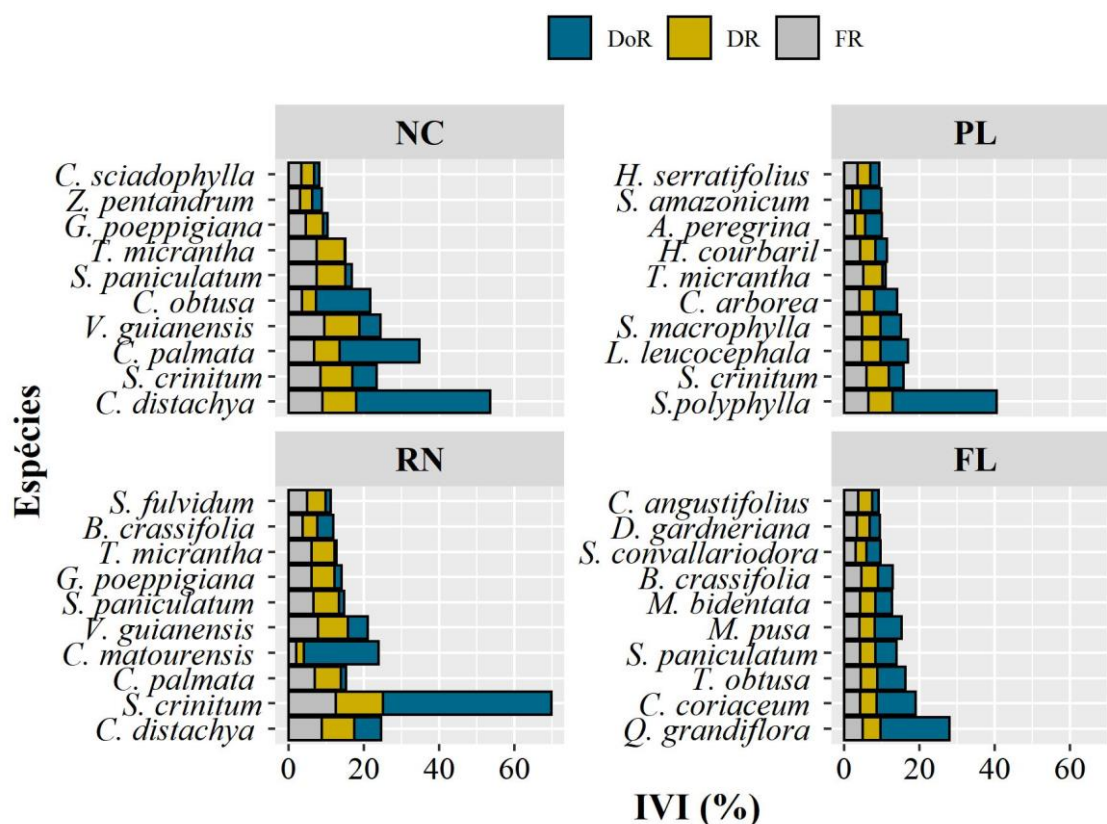 DoR DR FR
NC
C. sciadophylla
Z. pentandrum
G. poeppigiana
T. micrantha
S. paniculatum
C. obtusa
V. guianensis
C. palmata
S. crinitum
C. distachya
PL
H. serratifolius
S. amazonicum
A. peregrina
H. courbaril
T. micrantha
C. arborea
S. macrophylla
L. leucocephala
S. crinitum
S.polyphylla
Espécies
RN
S. fulvidum
B. crassifolia
T. micrantha
G. poeppigiana
S. paniculatum
V. guianensis
C. matourensis
C. palmata
S. crinitum
C. distachya
0 20 40 60
FL
C. angustifolius
D. gardneriana
S. convallariodora
B. crassifolia
M. bidentata
M. pusa
S. paniculatum
T. obtusa
C. coriaceum
Q. grandiflora
0 20 40 60
IVI (%)